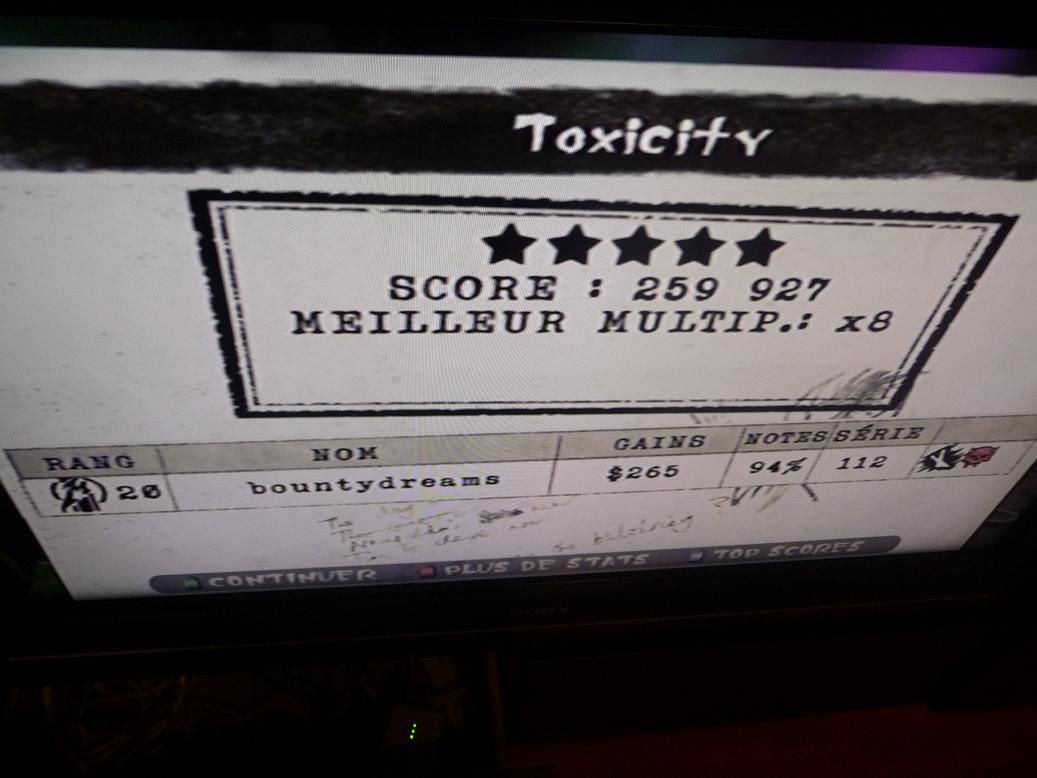 Toxicity
SCORE : 259 927
MEILLEUR MULTIP.: x8
RANG NOM GAINS NOTES SÉRIE
20 bountydreams $265 94% 112
CONTINUER PLUS DE STATS TOP SCORES
SONY